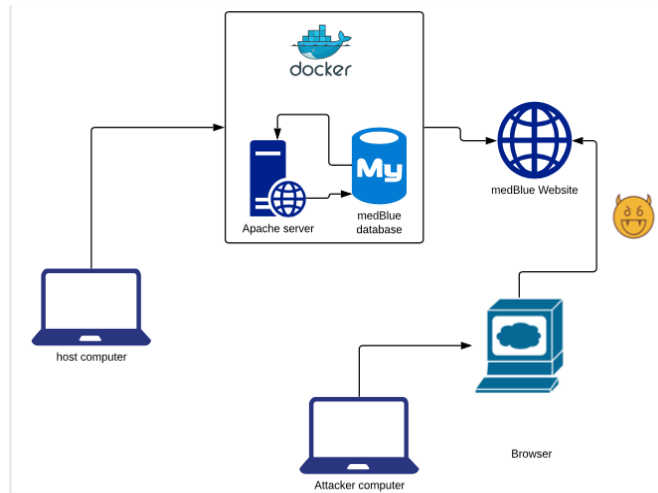 docker
My
Apache server
medBlue
database
medBlue Website
host computer
Browser
Attacker computer